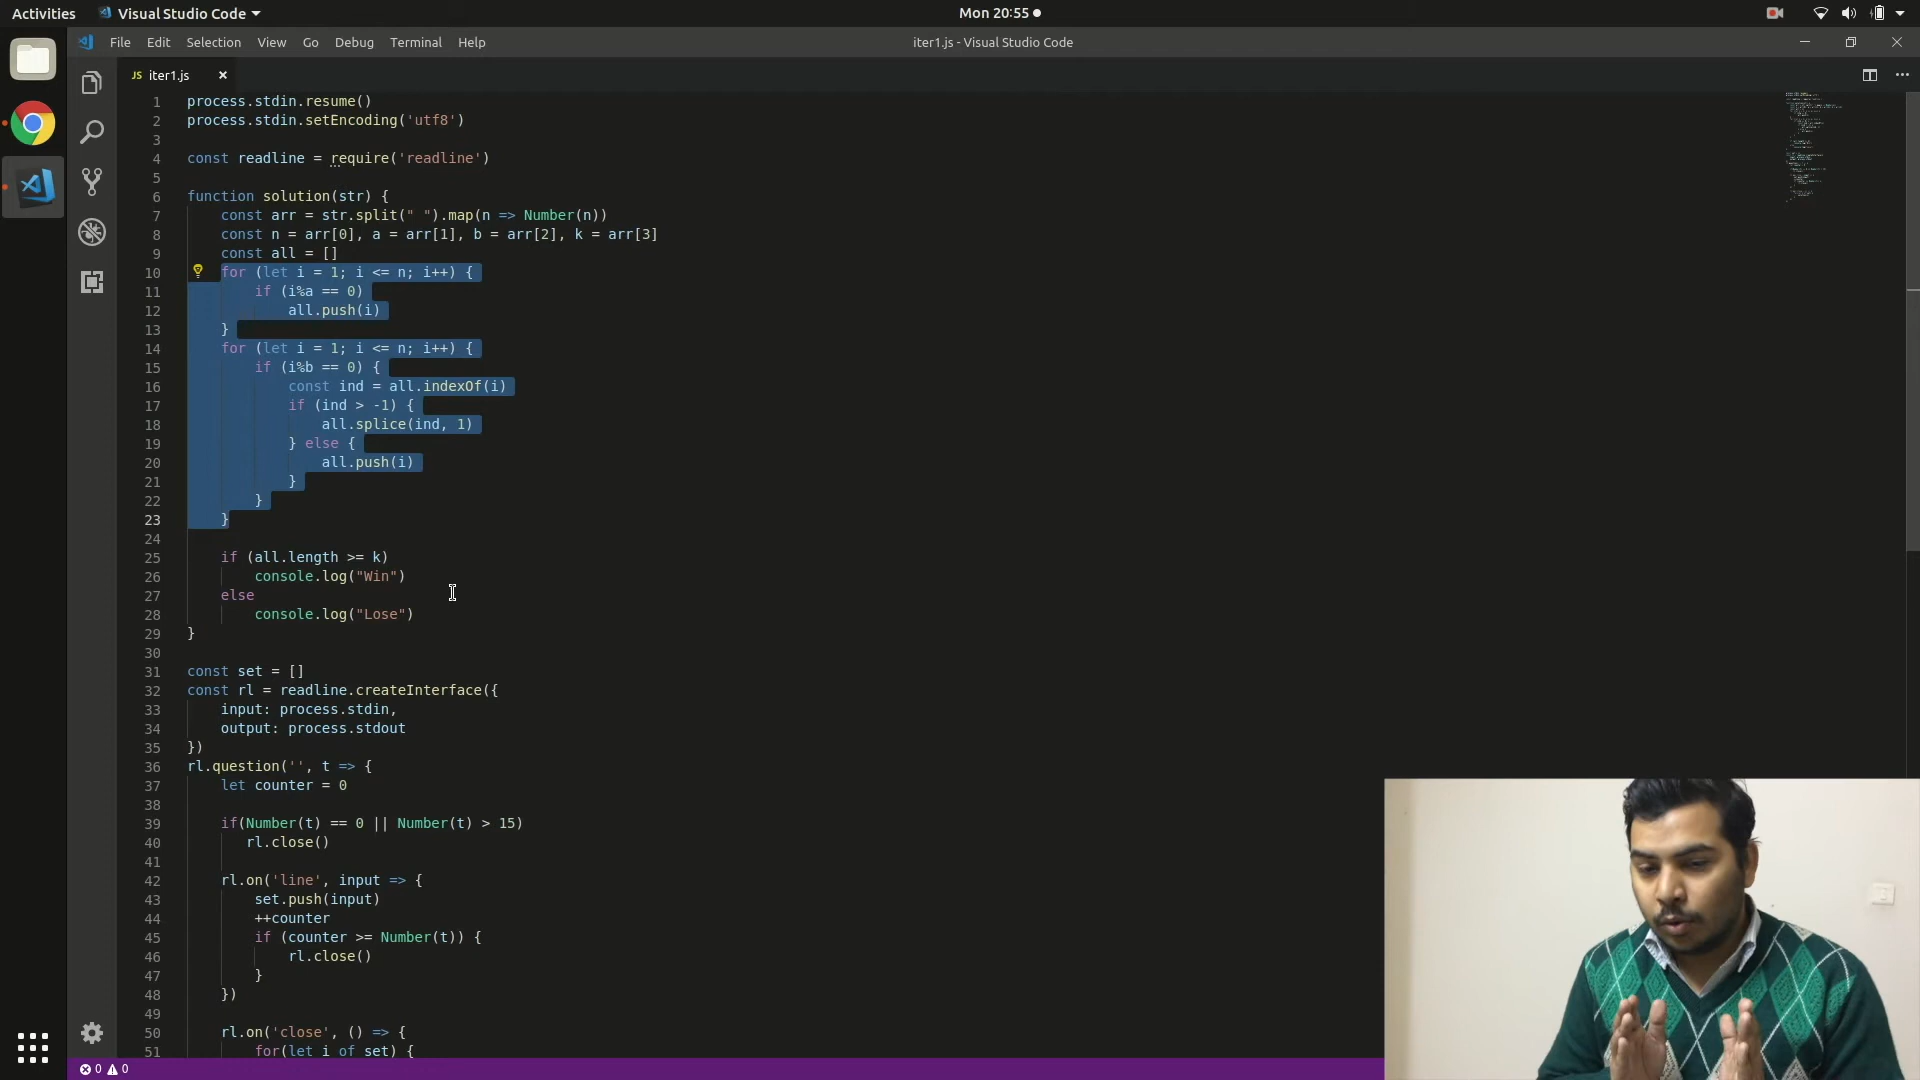 Activities
Visual Studio Code
Mon 20:55
File Edit Selection View Go Debug Terminal Help
iter1.js - Visual Studio Code
JS iter1.js
1 process.stdin.resume()
2 process.stdin.setEncoding('utf8')
3
4 const readline = require('readline')
5
6 function solution(str) {
7     const arr = str.split(" ").map(n => Number(n))
8     const n = arr[0], a = arr[1], b = arr[2], k = arr[3]
9     const all = []
10     for (let i = 1; i <= n; i++) {
11         if (i%a == 0)
12             all.push(i)
13     }
14     for (let i = 1; i <= n; i++) {
15         if (i%b == 0) {
16             const ind = all.indexOf(i)
17             if (ind > -1) {
18                 all.splice(ind, 1)
19             } else {
20                 all.push(i)
21             }
22         }
23     }
24
25     if (all.length >= k)
26         console.log("Win")
27     else
28         console.log("Lose")
29 }
30
31 const set = []
32 const rl = readline.createInterface({
33     input: process.stdin,
34     output: process.stdout
35 })
36 rl.question('', t => {
37     let counter = 0
38
39     if(Number(t) == 0 || Number(t) > 15)
40        rl.close()
41
42     rl.on('line', input => {
43         set.push(input)
44         ++counter
45         if (counter >= Number(t)) {
46             rl.close()
47         }
48     })
49
50     rl.on('close', () => {
51         for(let i of set) {
0 0